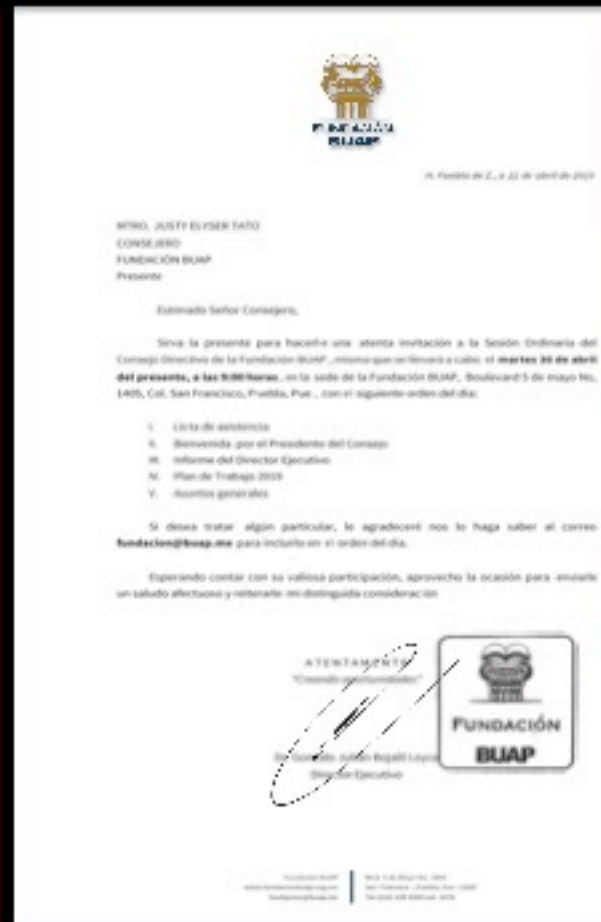 FUNDACIÓN
BUAP
H. Puebla de Z., a 22 de abril de 2019
MTRO. JUSTY ELYSER TATO
CONSEJERO
FUNDACIÓN BUAP
Presente
Estimado Señor Consejero,
Sirva la presente para hacerle una atenta invitación a la Sesión Ordinaria del
Consejo Directivo de la Fundación BUAP, misma que se llevará a cabo el martes 30 de abril
del presente, a las 9:00 horas, en la sede de la Fundación BUAP, Boulevard 5 de mayo No,
1405, Col. San Francisco, Puebla, Pue., con el siguiente orden del dia:
I. Lista de asistencia
II. Bienvenida por el Presidente del Consejo
III. Informe del Director Ejecutivo
IV. Plan de Trabajo 2019
V. Asuntos generales
Si desea tratar algún particular, le agradeceré nos lo haga saber al correo
fundacion@buap.mx para incluirlo en el orden del día.
Esperando contar con su valiosa participación, aprovecho la ocasión para enviarle
un saludo afectuoso y reiterarle mi distinguida consideración
ATENTAMENTE
"Creando oportunidades"
FUNDACIÓN
BUAP
Gonzalo Julián
Director Ejecutivo
Fundación BUAP